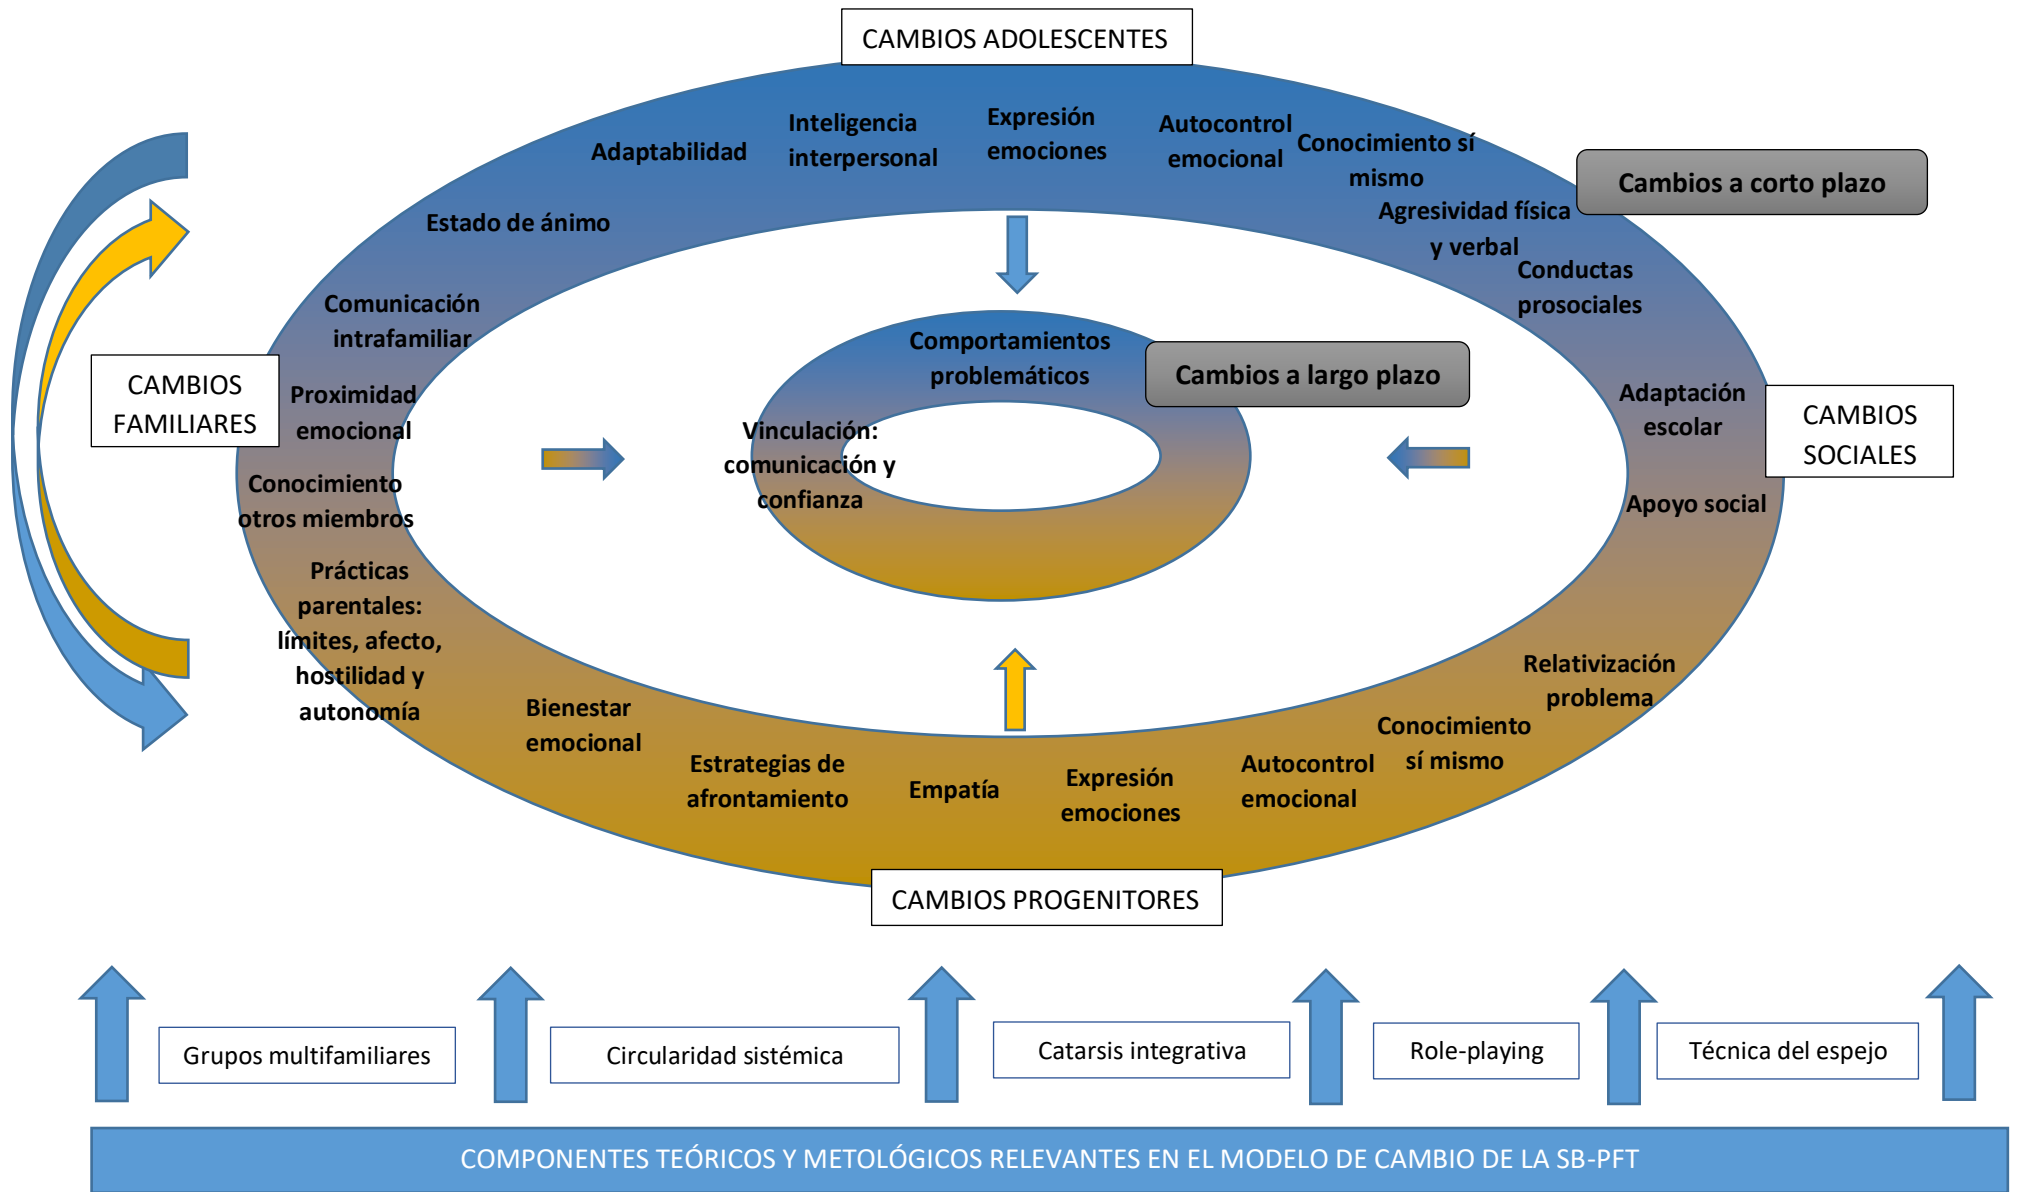 CAMBIOS ADOLESCENTES
Adaptabilidad
Inteligencia
interpersonal
Expresión
emociones
Autocontrol
emocional
Conocimiento sí
mismo
Cambios a corto plazo
Agresividad física
y verbal
Estado de ánimo
Conductas
prosociales
Comunicación
intrafamiliar
Comportamientos
problemáticos
Cambios a largo plazo
CAMBIOS
FAMILIARES
Proximidad
emocional
Adaptación
escolar
CAMBIOS
SOCIALES
Vinculación:
comunicación y
confianza
Conocimiento
otros miembros
Apoyo social
Prácticas
parentales:
límites, afecto,
hostilidad y
autonomía
Relativización
problema
Bienestar
emocional
Conocimiento
sí mismo
Estrategias de
afrontamiento
Empatía
Expresión
emociones
Autocontrol
emocional
CAMBIOS PROGENITORES
Grupos multifamiliares
Circularidad sistémica
Catarsis integrativa
Role-playing
Técnica del espejo
COMPONENTES TEÓRICOS Y METOLÓGICOS RELEVANTES EN EL MODELO DE CAMBIO DE LA SB-PFT